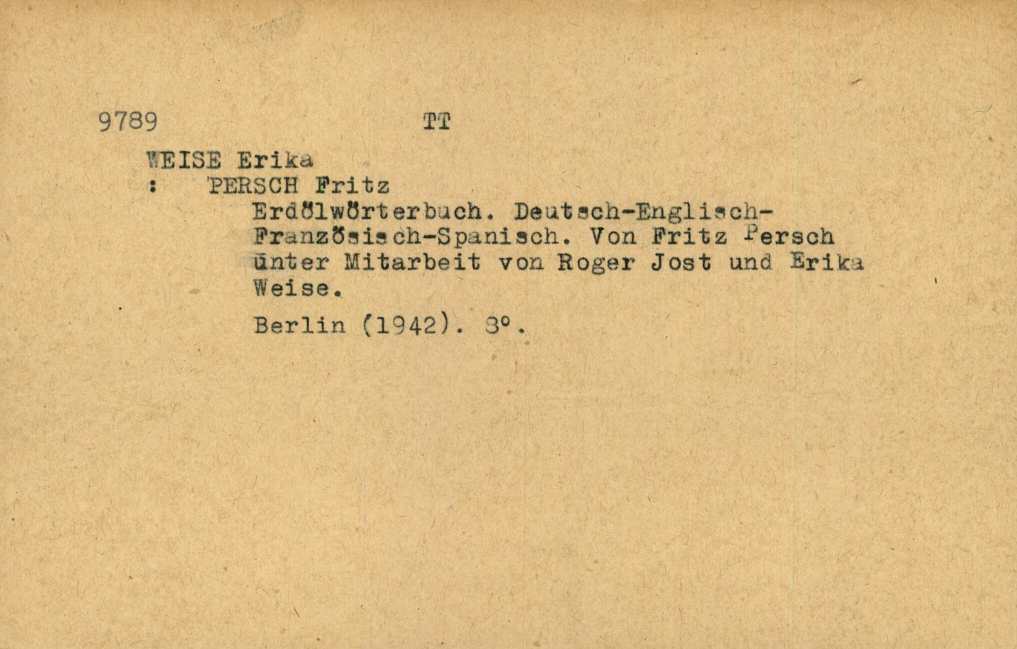 9789 TT
WEISE Erika
: PERSCH Fritz
Erdölwörterbuch. Deutsch-Englisch-
Französisch-Spanisch. Von Fritz Persch
unter Mitarbeit von Roger Jost und Erika
Weise.
Berlin (1942). 8°.